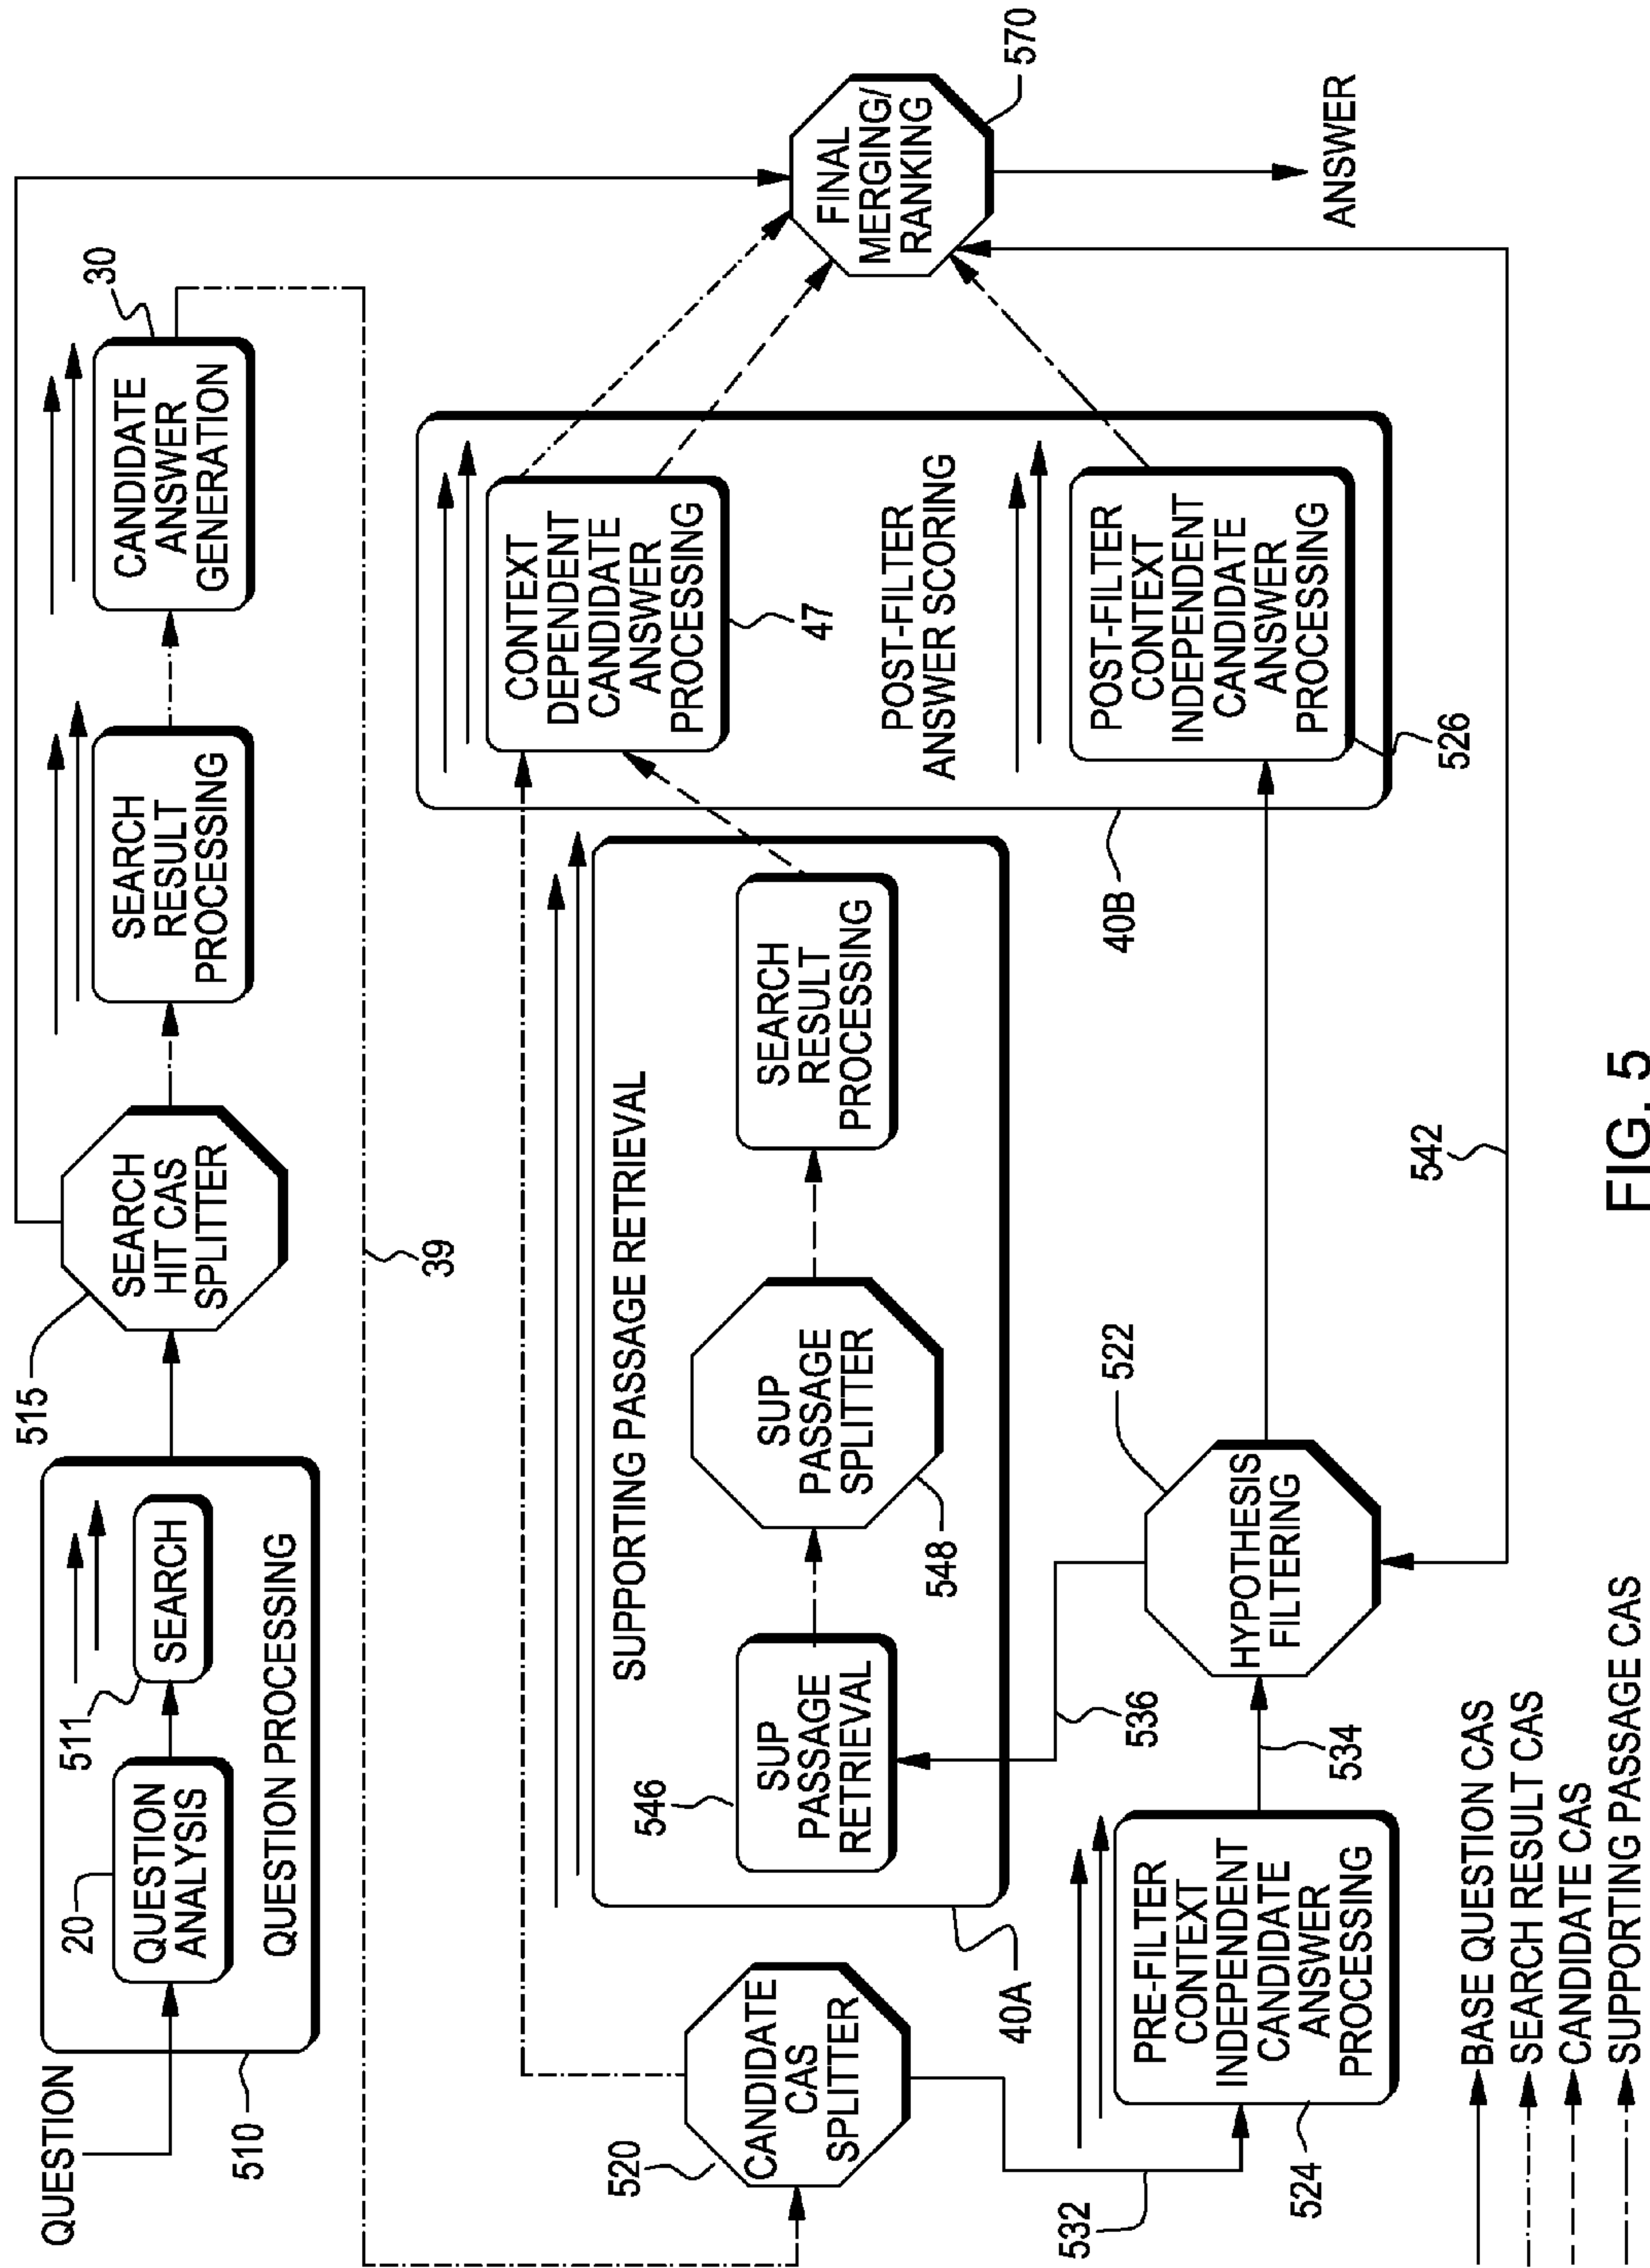 QUESTION
510
20
QUESTION
ANALYSIS
511
SEARCH
QUESTION PROCESSING
515
SEARCH
HIT CAS
SPLITTER
SEARCH
RESULT
PROCESSING
30
CANDIDATE
ANSWER
GENERATION
39
520
CANDIDATE
CAS
SPLITTER
40A
SUPPORTING PASSAGE RETRIEVAL
546
SUP
PASSAGE
RETRIEVAL
SUP
PASSAGE
SPLITTER
548
SEARCH
RESULT
PROCESSING
CONTEXT
DEPENDENT
CANDIDATE
ANSWER
PROCESSING
47
POST-FILTER
ANSWER SCORING
POST-FILTER
CONTEXT
INDEPENDENT
CANDIDATE
ANSWER
PROCESSING
526
40B
FINAL
MERGING/
RANKING
570
ANSWER
532
524
PRE-FILTER
CONTEXT
INDEPENDENT
CANDIDATE
ANSWER
PROCESSING
534
536
HYPOTHESIS
FILTERING
522
542
BASE QUESTION CAS
SEARCH RESULT CAS
CANDIDATE CAS
SUPPORTING PASSAGE CAS
FIG. 5